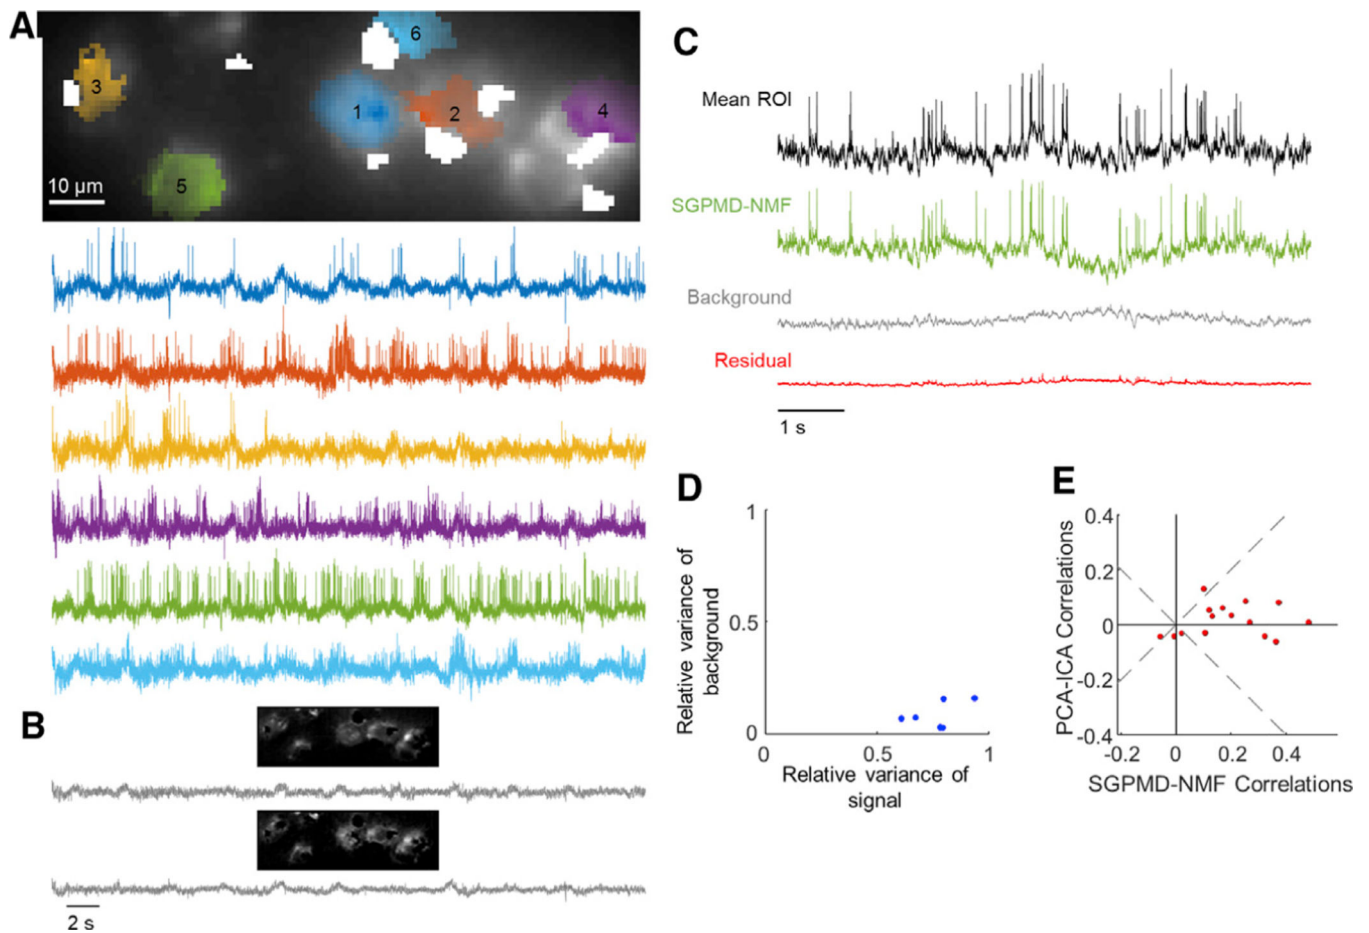 A
6
3
1
2
4
5
10 μm
B
2 s
C
Mean ROI
SGPMD-NMF
Background
Residual
1 s
D
Relative variance of
background
1
0.5
0
0
0.5
1
Relative variance of
signal
E
PCA-ICA Correlations
0.4
0.2
0
-0.2
-0.4
-0.2
0
0.2
0.4
SGPMD-NMF Correlations